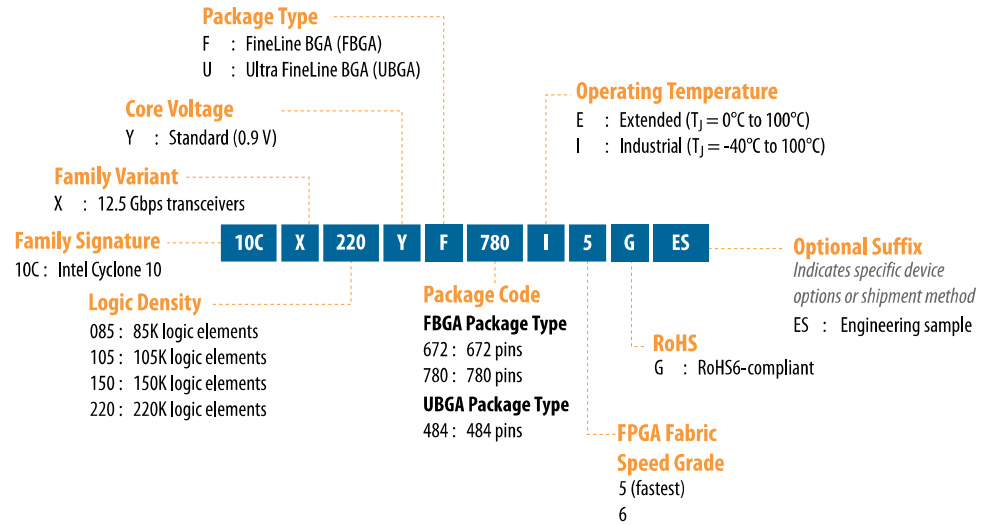 Package Type
F : FineLine BGA (FBGA)
U : Ultra FineLine BGA (UBGA)
Operating Temperature
E : Extended (TJ = 0°C to 100°C)
I : Industrial (TJ = -40°C to 100°C)
Core Voltage
Y : Standard (0.9 V)
Family Variant
X : 12.5 Gbps transceivers
Family Signature
10C : Intel Cyclone 10
10C X 220 Y F 780 I 5 G ES
Optional Suffix
Indicates specific device
options or shipment method
ES : Engineering sample
Logic Density
085 : 85K logic elements
105 : 105K logic elements
150 : 150K logic elements
220 : 220K logic elements
Package Code
FBGA Package Type
672 : 672 pins
780 : 780 pins
UBGA Package Type
484 : 484 pins
RoHS
G : RoHS6-compliant
FPGA Fabric
Speed Grade
5 (fastest)
6